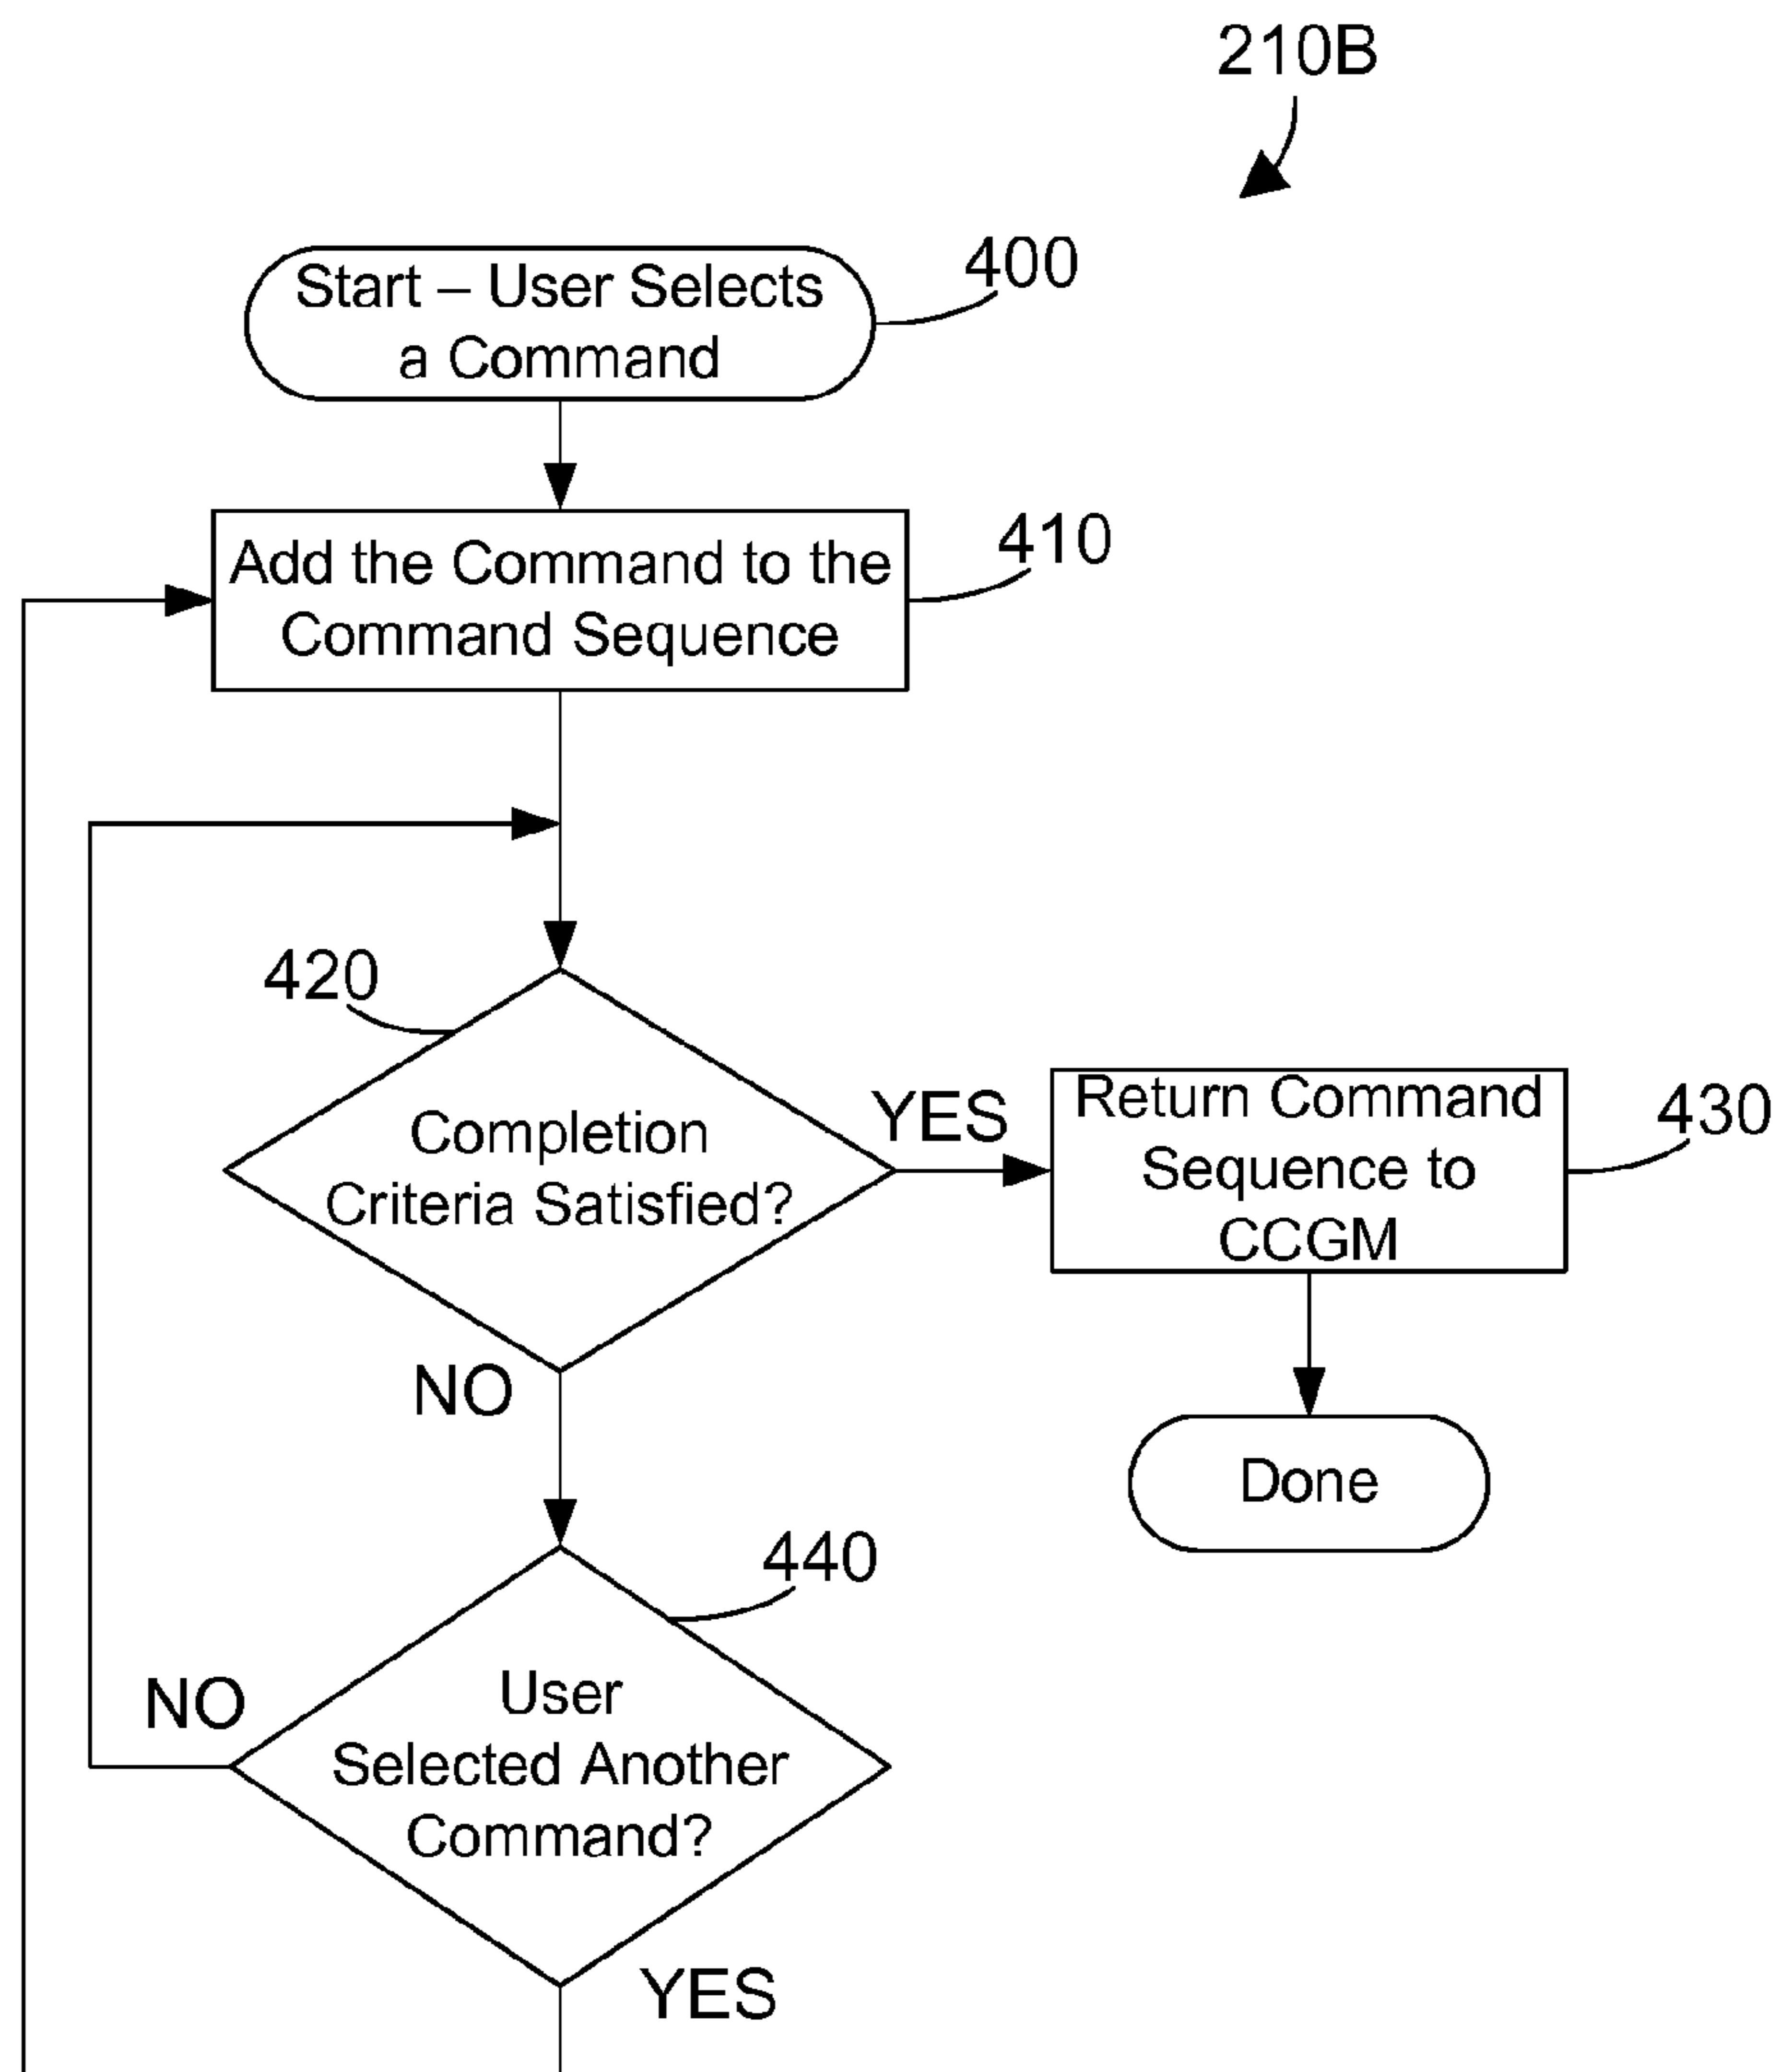 210B
Start – User Selects
a Command
400
Add the Command to the
Command Sequence
410
420
Completion
Criteria Satisfied?
YES
Return Command
Sequence to
CCGM
430
NO
Done
440
User
Selected Another
Command?
NO
YES